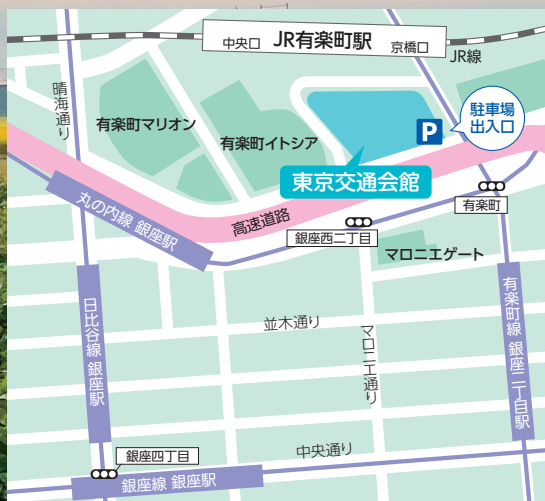 中央口 JR有楽町駅 京橋口
JR線
晴海通り
有楽町マリオン
有楽町イトシア
P
駐車場
出入口
東京交通会館
丸の内線 銀座駅
高速道路
有楽町
銀座西二丁目
マロニエゲート
日比谷線 銀座駅
並木通り
マロニエ通り
有楽町線 銀座一丁目駅
中央通り
銀座四丁目
銀座線 銀座駅